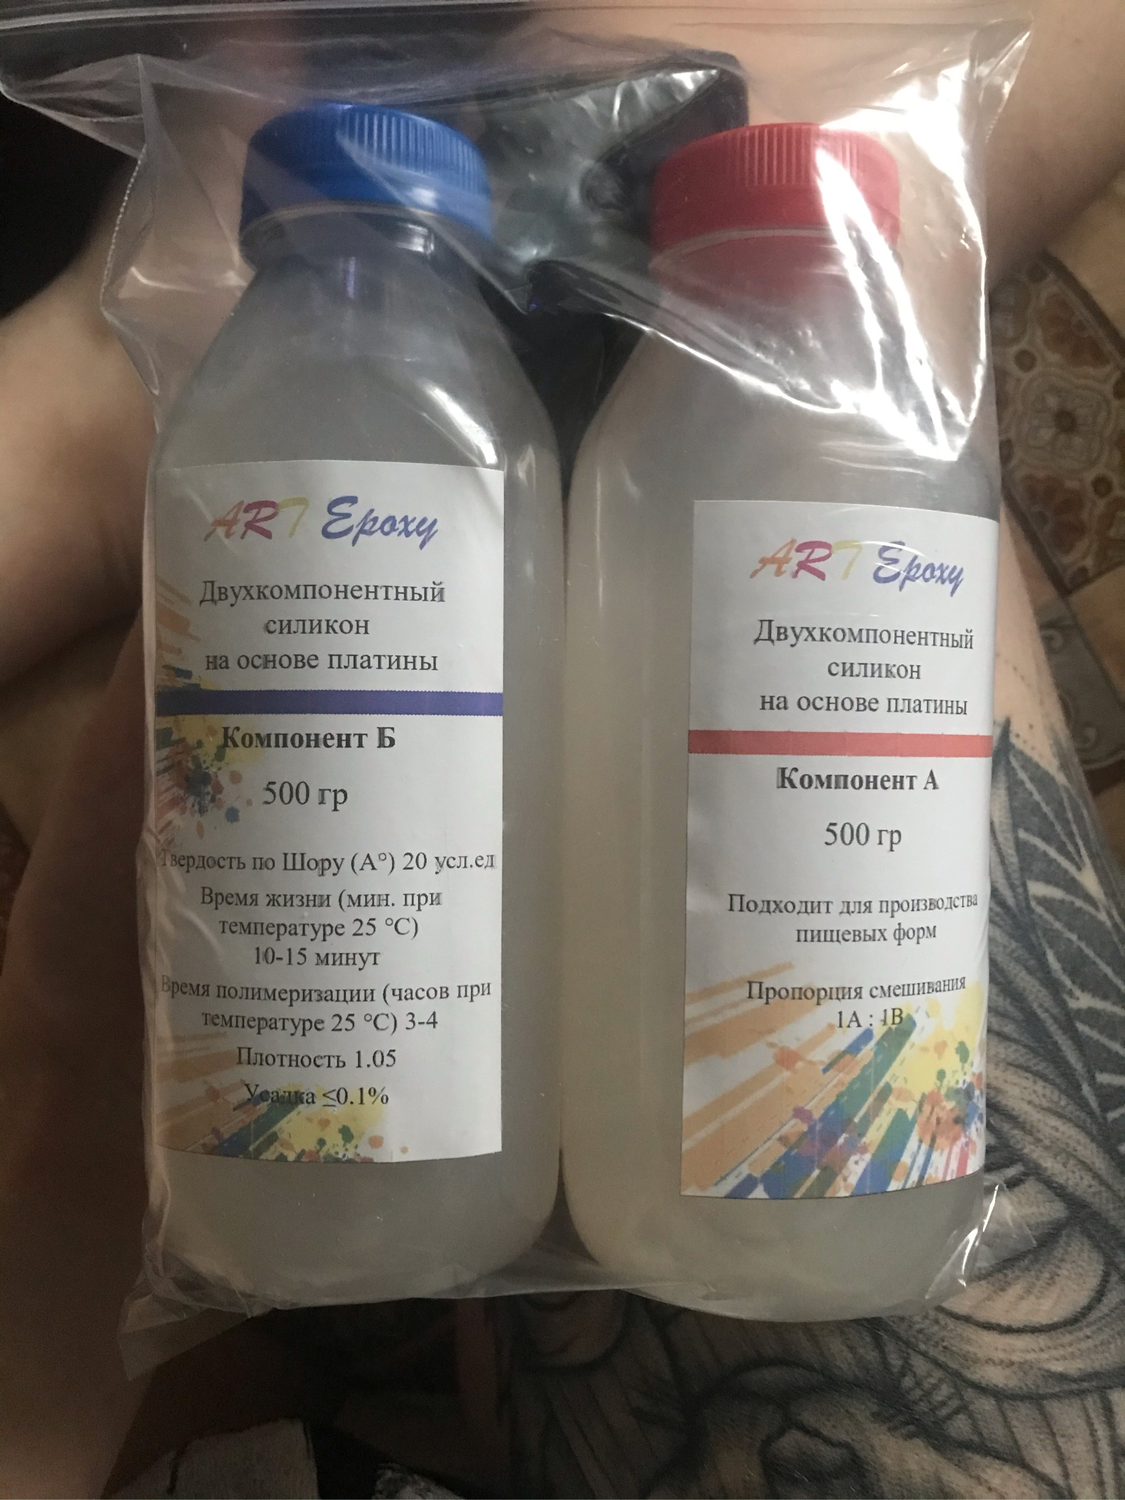 ART Epoxy
Двухкомпонентный
силикон
на основе платины
Компонент Б
500 гр
Твердость по Шору (А°) 20 усл.ед
Время жизни (мин. при
температуре 25 °С)
10-15 минут
Время полимеризации (часов при
температуре 25 °С) 3-4
Плотность 1.05
Усадка ≤0.1%
ART Epoxy
Двухкомпонентный
силикон
на основе платины
Компонент А
500 гр
Подходит для производства
пищевых форм
Пропорция смешивания
1А : 1В